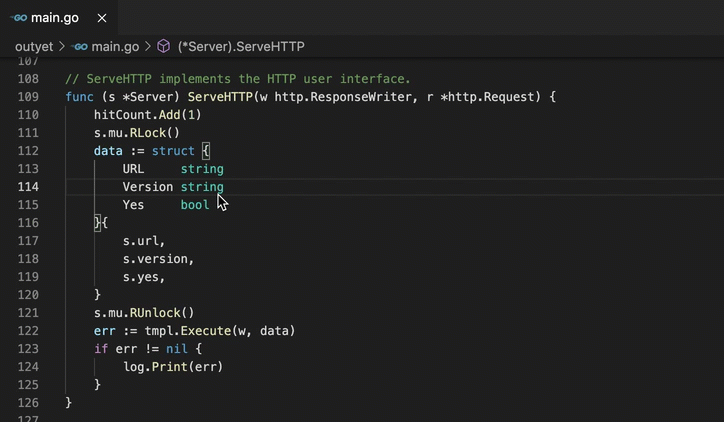 GO main.go ×
outyet > GO main.go > (*Server).ServeHTTP
107
108 // ServeHTTP implements the HTTP user interface.
109 func (s *Server) ServeHTTP(w http.ResponseWriter, r *http.Request) {
110 hitCount.Add(1)
111 s.mu.RLock()
112 data := struct {
113 URL string
114 Version string
115 Yes bool
116 }{
117 s.url,
118 s.version,
119 s.yes,
120 }
121 s.mu.RUnlock()
122 err := tmpl.Execute(w, data)
123 if err != nil {
124 log.Print(err)
125 }
126 }
127